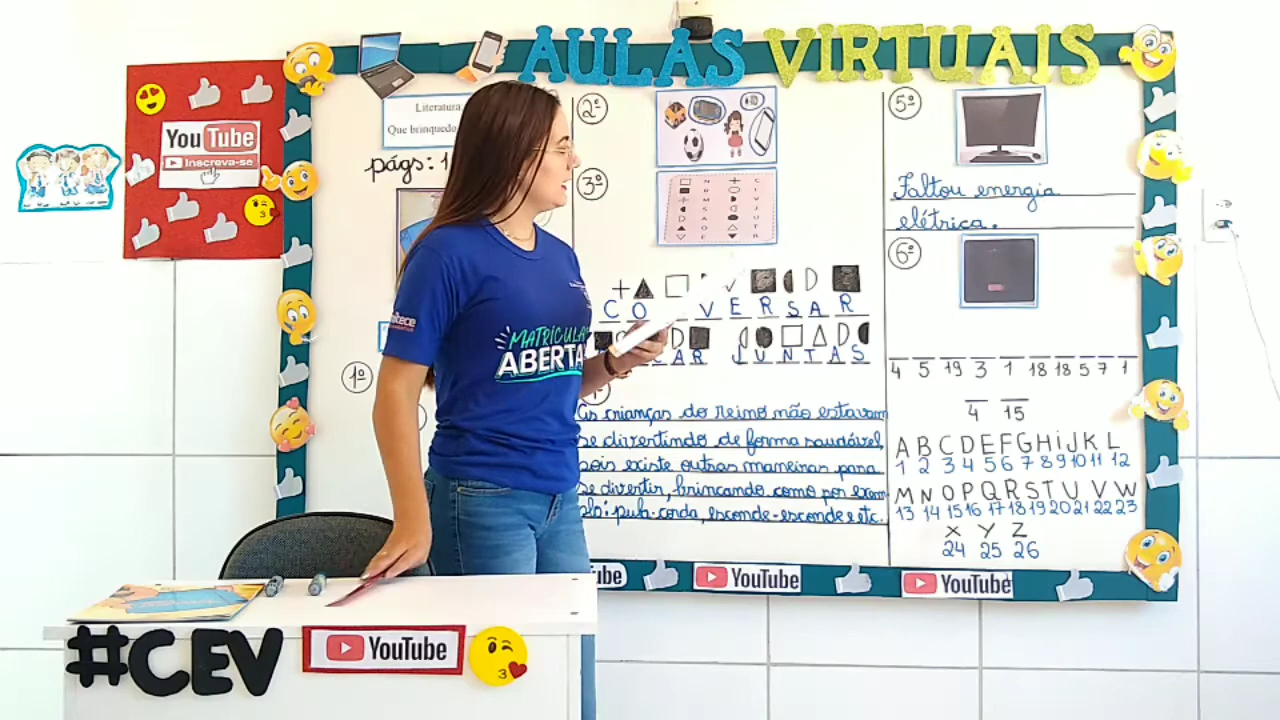 AULAS VIRTUAIS
YouTube
Inscreva-se
Literatura
Que brinquedo
págs: 1
1º
2º
3º
C O V E R S A R
A R J U N T A S
As crianças do reino não estavam
se divertindo de forma saudável,
pois existe outras maneiras para
se divertir, brincando como por exem
plo: pula-corda, esconde-esconde e etc.
5º
Faltou energia
elétrica.
6º
4 5 19 3 1 18 18 5 7 1
4 15
A B C D E F G H i J K L
1 2 3 4 5 6 7 8 9 10 11 12
M N O P Q R S T U V W
13 14 15 16 17 18 19 20 21 22 23
X Y Z
24 25 26
MATRÍCULAS
ABERTA
ube
YouTube
YouTube
#CEV
YouTube